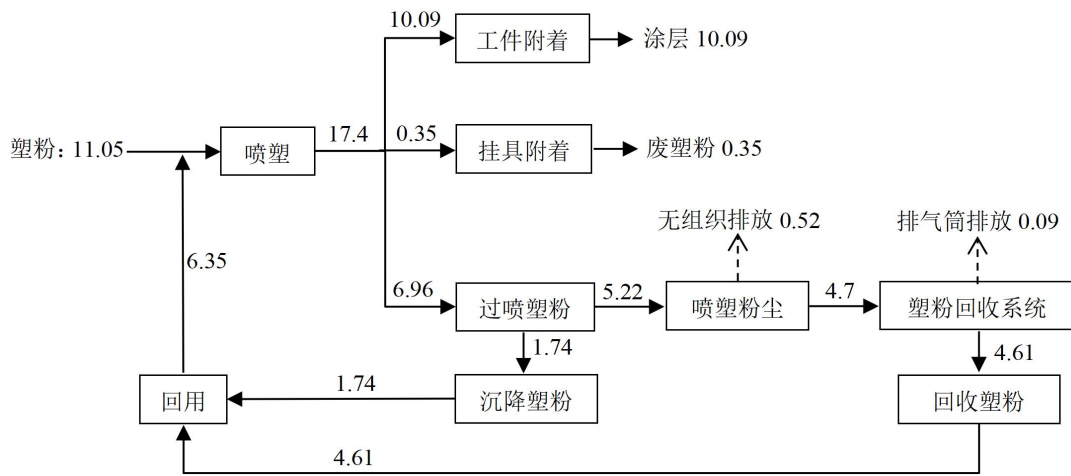 10.09
工件附着
涂层 10.09
塑粉：11.05
喷塑
17.4
0.35
挂具附着
废塑粉 0.35
无组织排放 0.52
排气筒排放 0.09
6.35
6.96
过喷塑粉
5.22
喷塑粉尘
4.7
塑粉回收系统
1.74
4.61
回用
1.74
沉降塑粉
回收塑粉
4.61